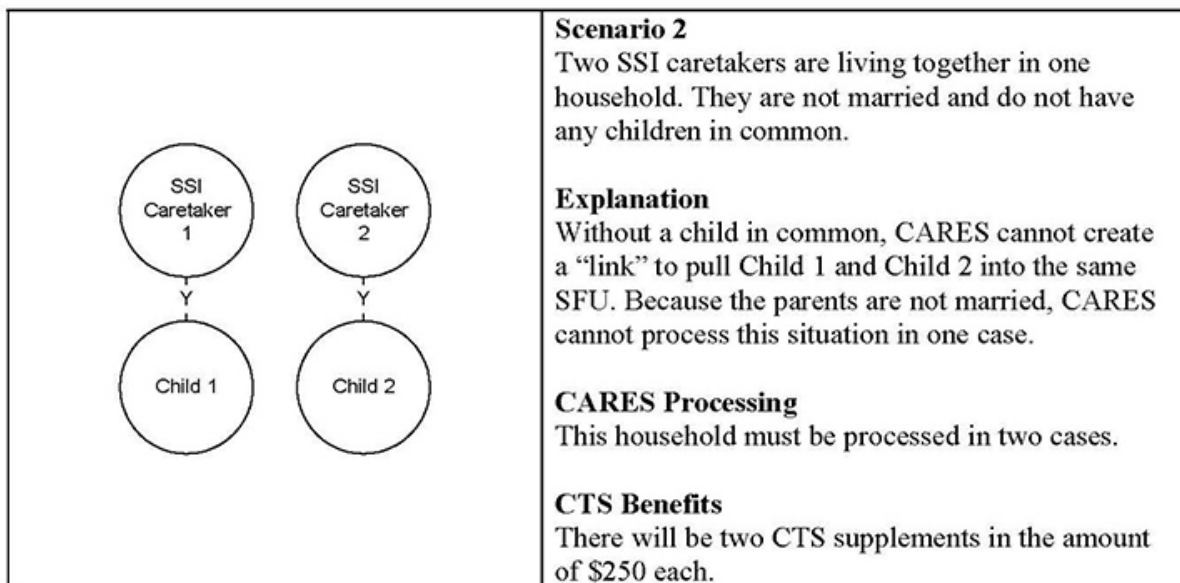 SSI
Caretaker
1
SSI
Caretaker
2
Y
Y
Child 1
Child 2
Scenario 2
Two SSI caretakers are living together in one
household. They are not married and do not have
any children in common.
Explanation
Without a child in common, CARES cannot create
a “link” to pull Child 1 and Child 2 into the same
SFU. Because the parents are not married, CARES
cannot process this situation in one case.
CARES Processing
This household must be processed in two cases.
CTS Benefits
There will be two CTS supplements in the amount
of $250 each.